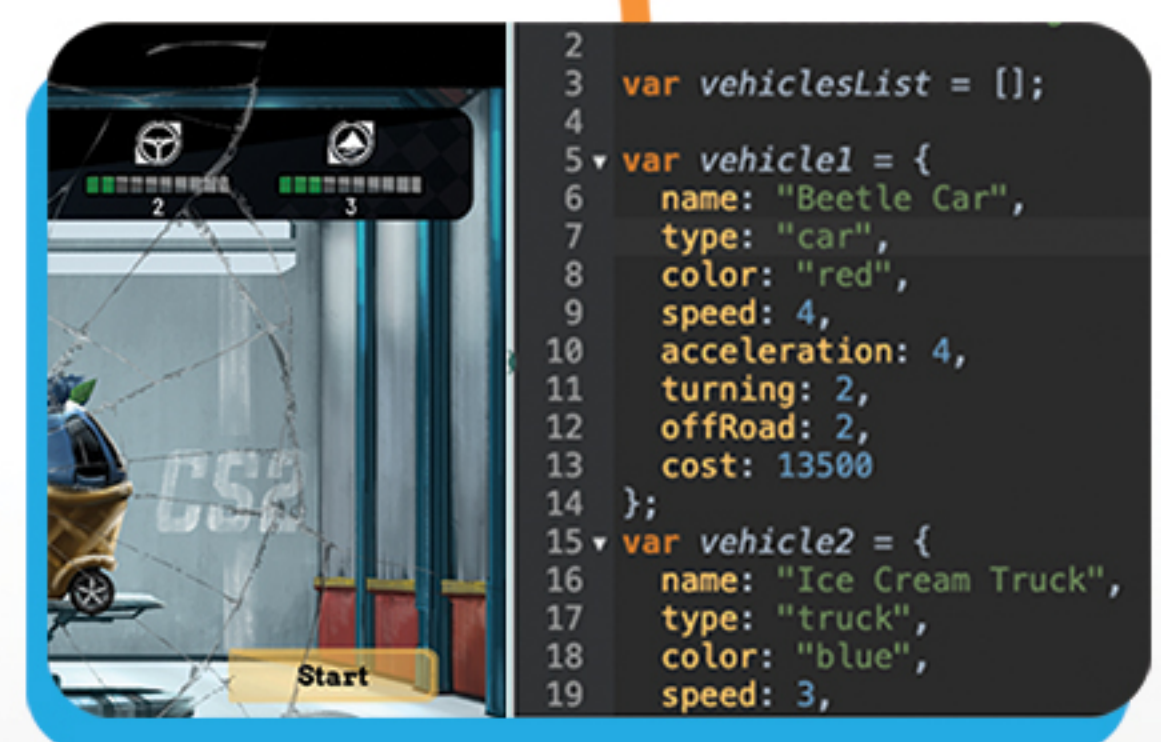 2 3
CS2
Start
2
3 var vehiclesList = [];
4
5 var vehicle1 = {
6 name: "Beetle Car",
7 type: "car",
8 color: "red",
9 speed: 4,
10 acceleration: 4,
11 turning: 2,
12 offRoad: 2,
13 cost: 13500
14 };
15 var vehicle2 = {
16 name: "Ice Cream Truck",
17 type: "truck",
18 color: "blue",
19 speed: 3,